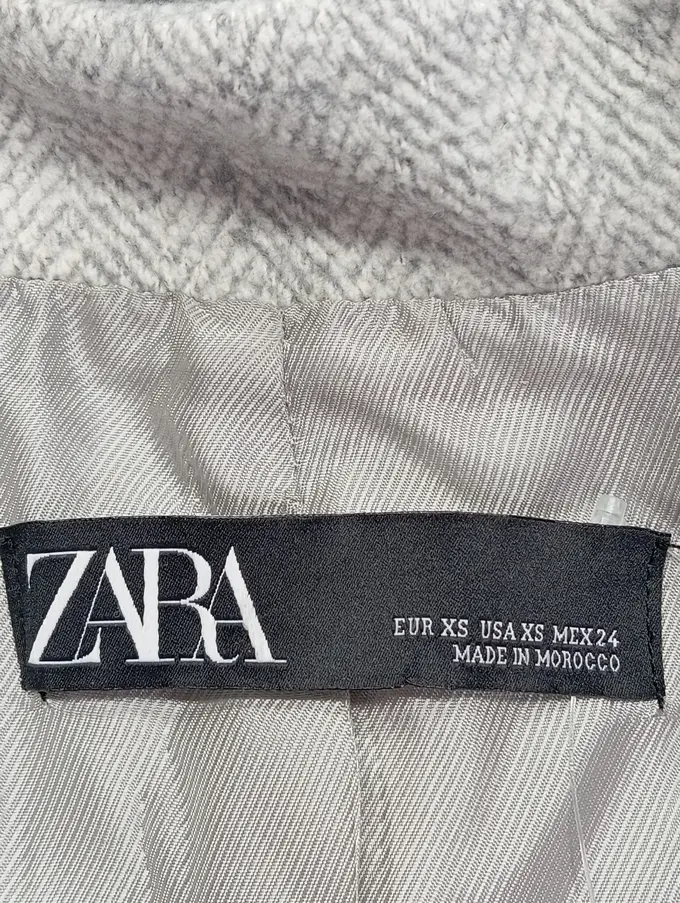 ZARA
EUR XS USA XS MEX 24
MADE IN MOROCCO